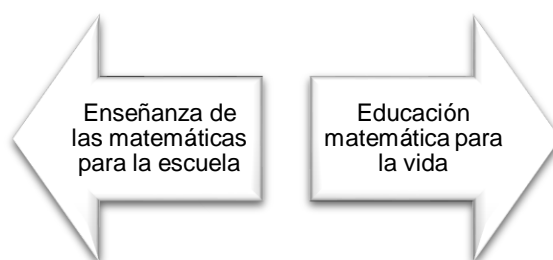 Enseñanza de
las matemáticas
para la escuela
Educación
matemática para
la vida